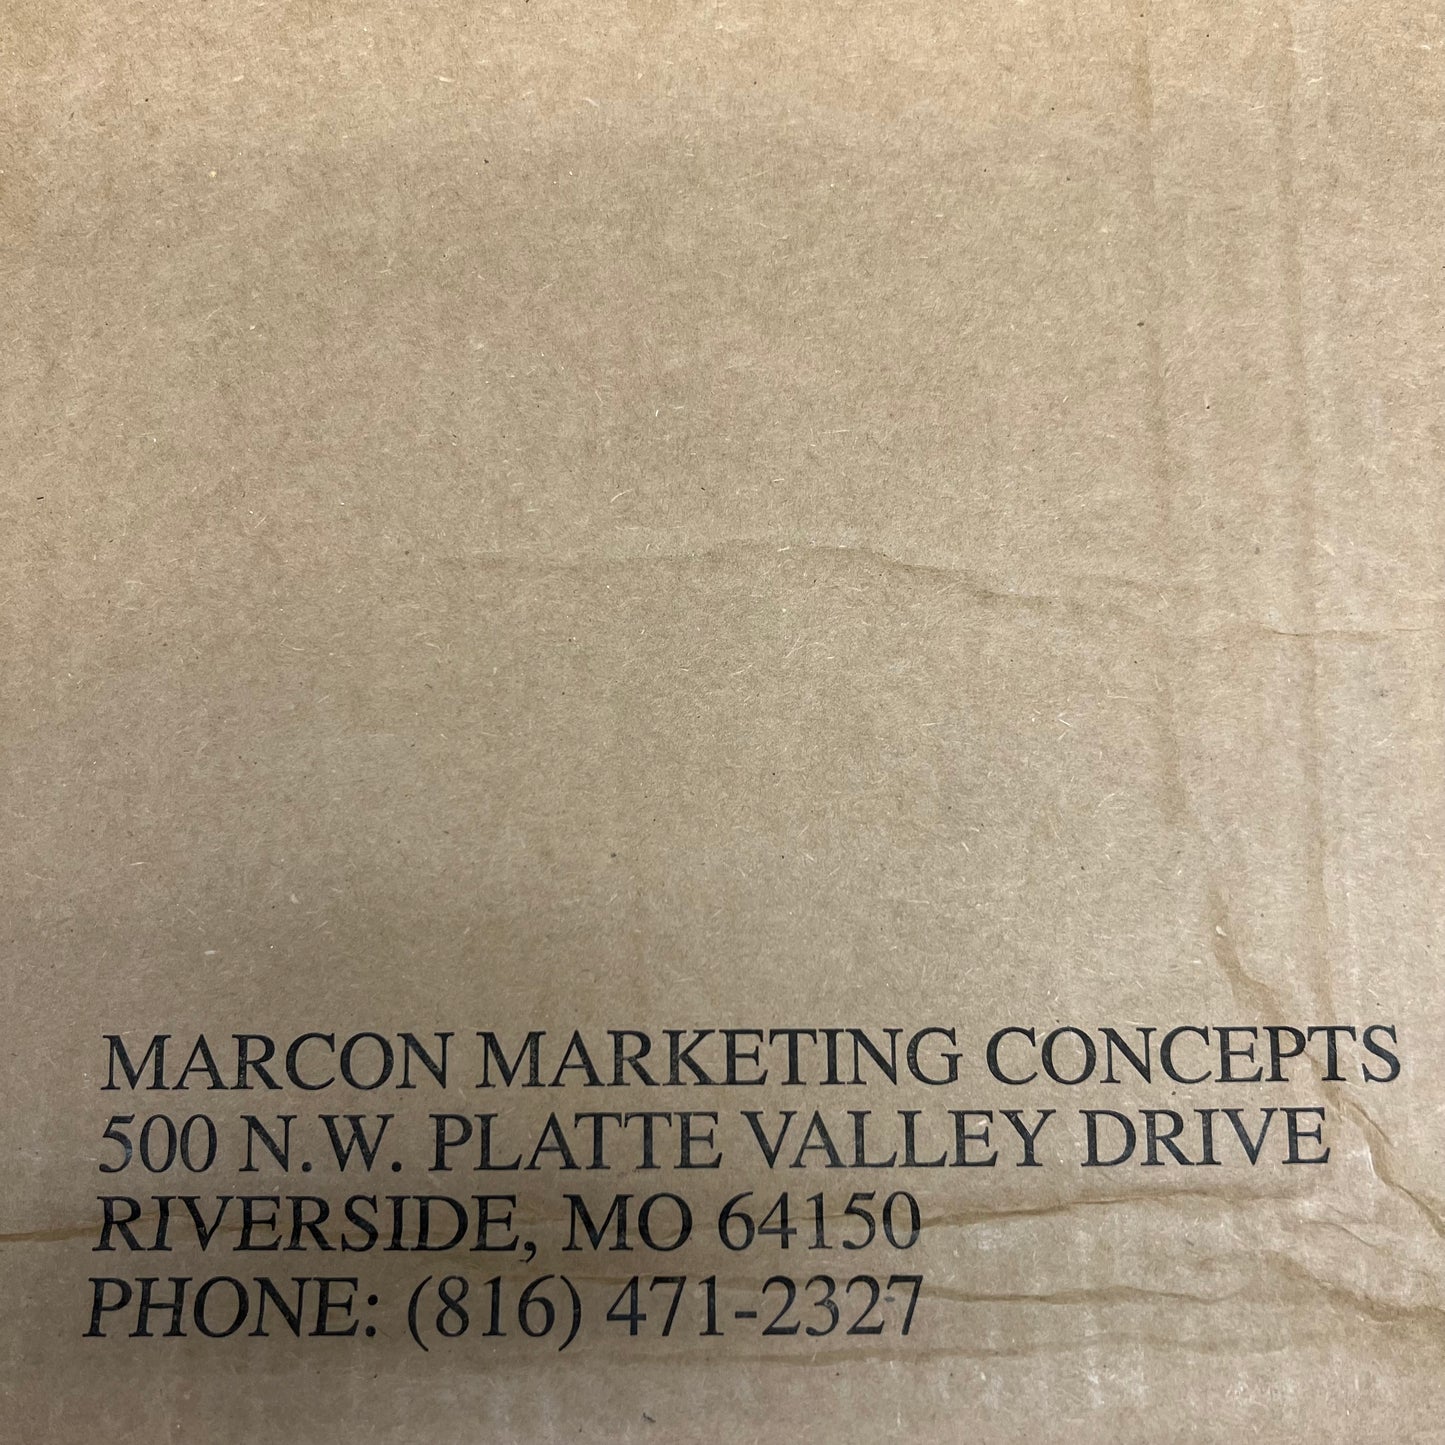 MARCON MARKETING CONCEPTS
500 N.W. PLATTE VALLEY DRIVE
RIVERSIDE, MO 64150
PHONE: (816) 471-2327